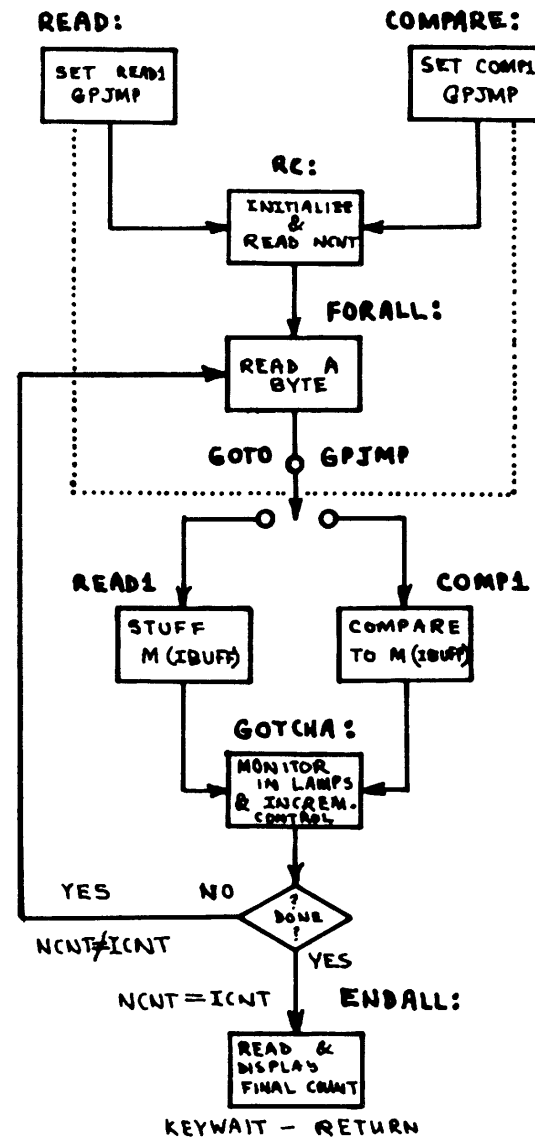 READ:
COMPARE:
SET READ1
GPJMP
SET COMP1
GPJMP
RC:
INITIALIZE
&
READ NCNT
FORALL:
READ A
BYTE
GOTO GPJMP
READ1
COMP1
STUFF
M(IBUFF)
COMPARE
TO M(IBUFF)
GOTCHA:
MONITOR
IN LAMPS
& INCREM.
CONTROL
YES NO
?
DONE
?
NCNT≠ICNT
YES
NCNT=ICNT
ENDALL:
READ &
DISPLAY
FINAL COUNT
KEYWAIT - RETURN